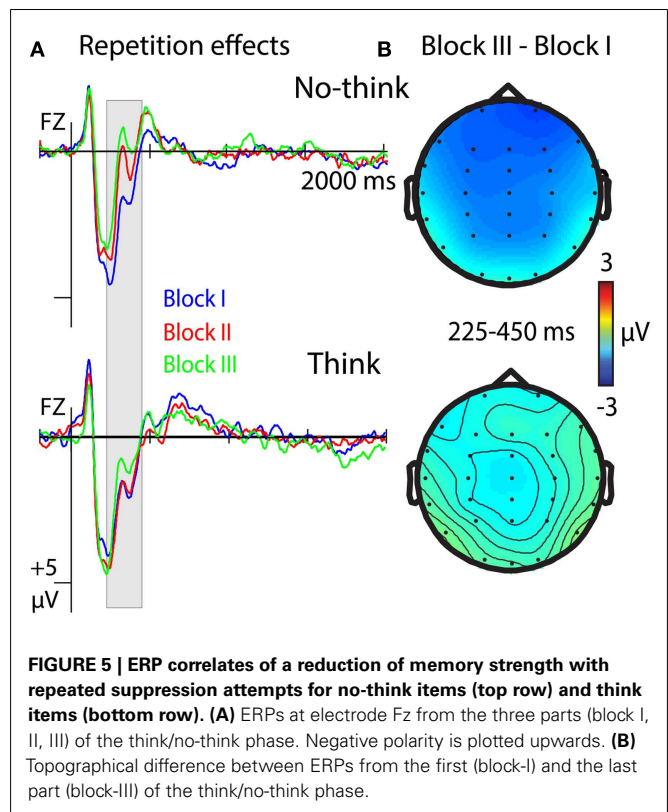 A Repetition effects
B Block III - Block I
No-think
FZ
2000 ms
3
Block I
Block II
Block III
225-450 ms
μV
-3
Think
FZ
+5
μV
FIGURE 5 | ERP correlates of a reduction of memory strength with
repeated suppression attempts for no-think items (top row) and think
items (bottom row). (A) ERPs at electrode Fz from the three parts (block I,
II, III) of the think/no-think phase. Negative polarity is plotted upwards. (B)
Topographical difference between ERPs from the first (block-I) and the last
part (block-III) of the think/no-think phase.